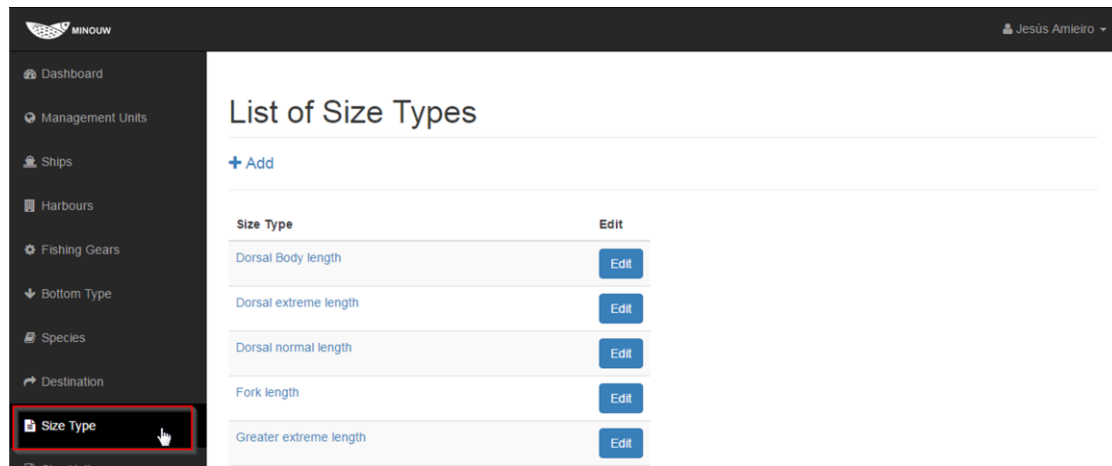 MINOUW
Jesús Amieiro
Dashboard
Management Units
Ships
Harbours
Fishing Gears
Bottom Type
Species
Destination
Size Type
List of Size Types
Add
Size Type Edit
Dorsal Body length Edit
Dorsal extreme length Edit
Dorsal normal length Edit
Fork length Edit
Greater extreme length Edit